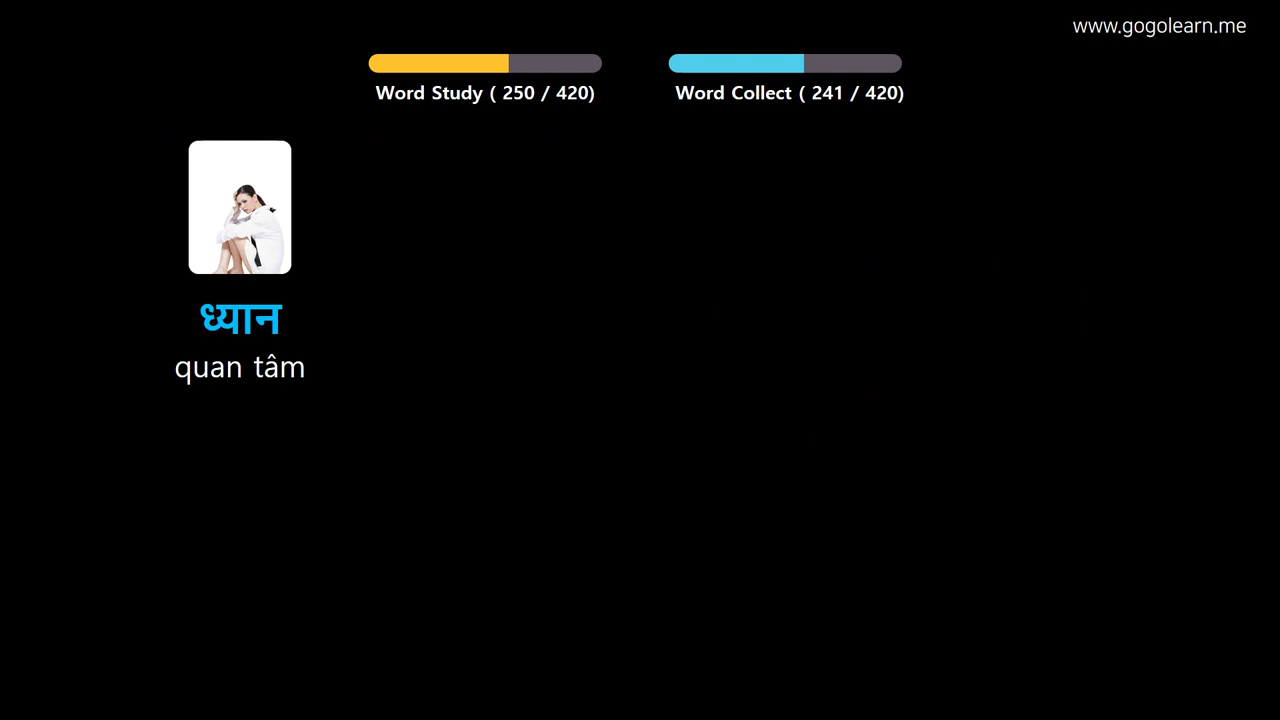 www.gogolearn.me
Word Study ( 250 / 420)
Word Collect ( 241 / 420)
ध्यान
quan tâm